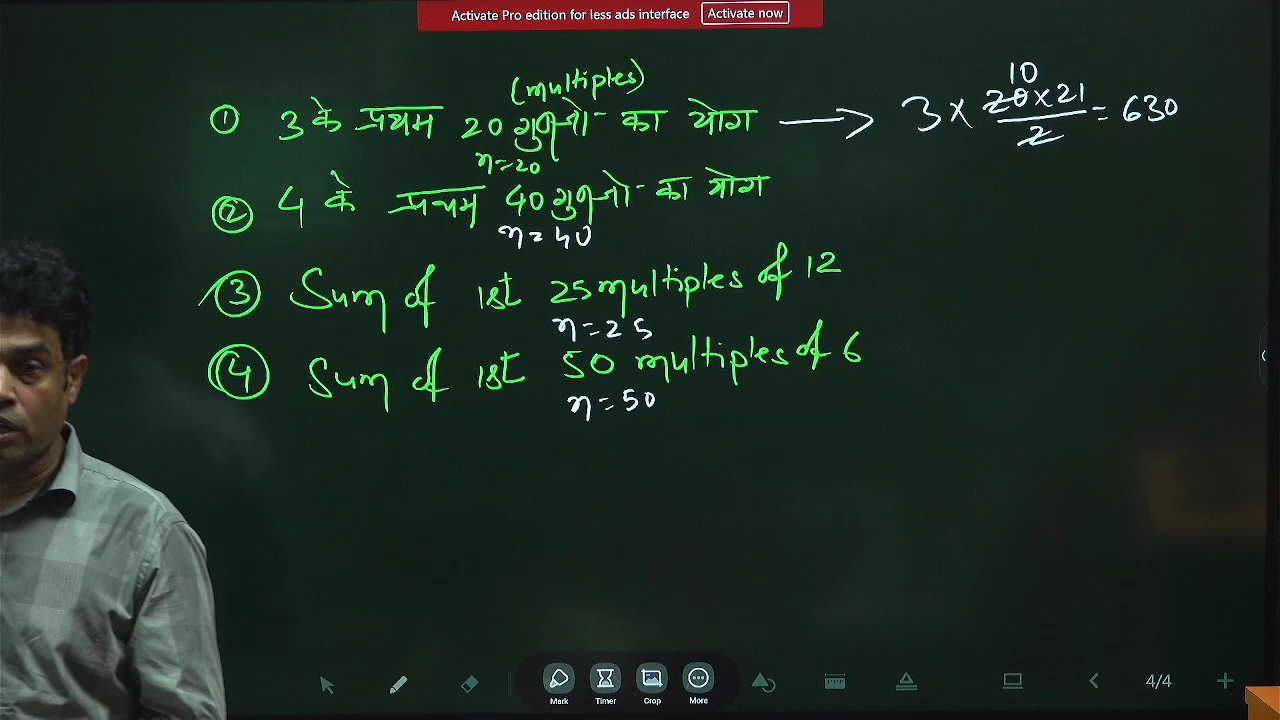 Activate Pro edition for less ads interface Activate now
(multiples)
① 3 के प्रथम 20 गुणजो का योग → 3 × 20×21/2 = 630
10
n=20
② 4 के प्रथम 40 गुणजो का योग
n=40
③ Sum of 1st 25 multiples of 12
n=25
④ Sum of 1st 50 multiples of 6
n=50
Mark Timer Crop More
4/4